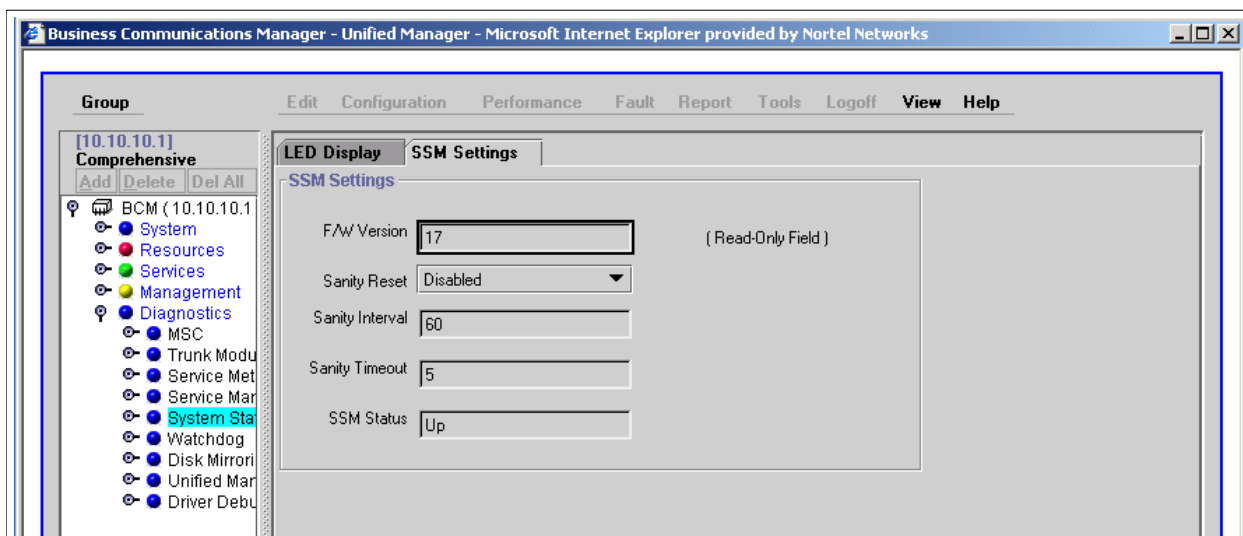 Business Communications Manager - Unified Manager - Microsoft Internet Explorer provided by Nortel Networks
Group Edit Configuration Performance Fault Report Tools Logoff View Help
[10.10.10.1]
Comprehensive
Add Delete Del All
BCM (10.10.10.1
System
Resources
Services
Management
Diagnostics
MSC
Trunk Modu
Service Met
Service Mar
System Sta
Watchdog
Disk Mirrori
Unified Mar
Driver Debu
LED Display SSM Settings
SSM Settings
F/W Version 17 ( Read-Only Field )
Sanity Reset Disabled
Sanity Interval 60
Sanity Timeout 5
SSM Status Up